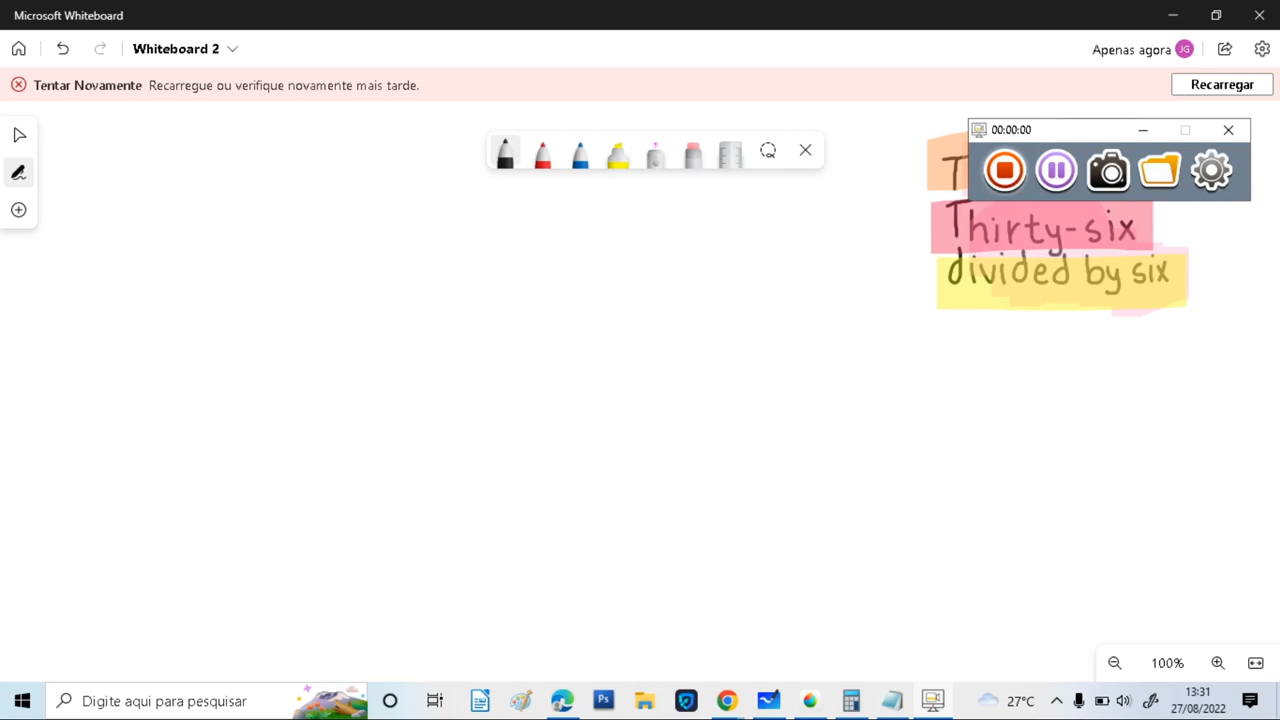 Microsoft Whiteboard
Whiteboard 2
Apenas agora JG
Tentar Novamente Recarregue ou verifique novamente mais tarde.
Recarregar
00:00:00
Thirty-six
divided by six
100%
Digite aqui para pesquisar
Ps
27°C
13:31
27/08/2022